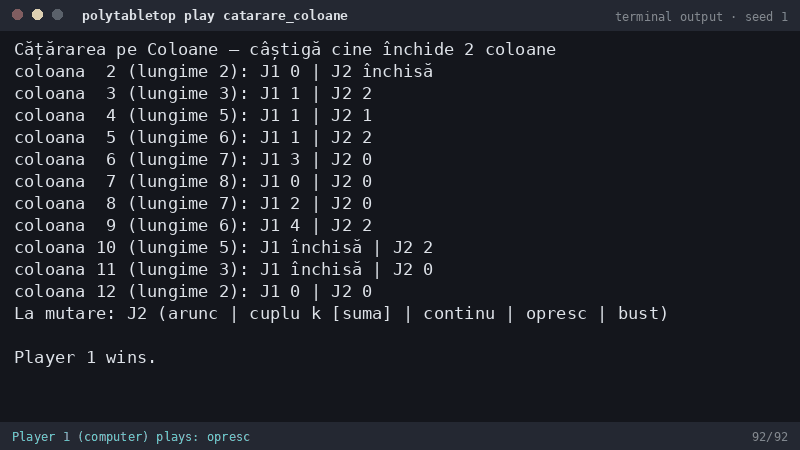 polytabletop play catarare_coloane
terminal output · seed 1
Cățărarea pe Coloane — câștigă cine închide 2 coloane
coloana  2 (lungime 2): J1 0 | J2 închisă
coloana  3 (lungime 3): J1 1 | J2 2
coloana  4 (lungime 5): J1 1 | J2 1
coloana  5 (lungime 6): J1 1 | J2 2
coloana  6 (lungime 7): J1 3 | J2 0
coloana  7 (lungime 8): J1 0 | J2 0
coloana  8 (lungime 7): J1 2 | J2 0
coloana  9 (lungime 6): J1 4 | J2 2
coloana 10 (lungime 5): J1 închisă | J2 2
coloana 11 (lungime 3): J1 închisă | J2 0
coloana 12 (lungime 2): J1 0 | J2 0
La mutare: J2 (arunc | cuplu k [suma] | continu | opresc | bust)
Player 1 wins.
Player 1 (computer) plays: opresc
92/92